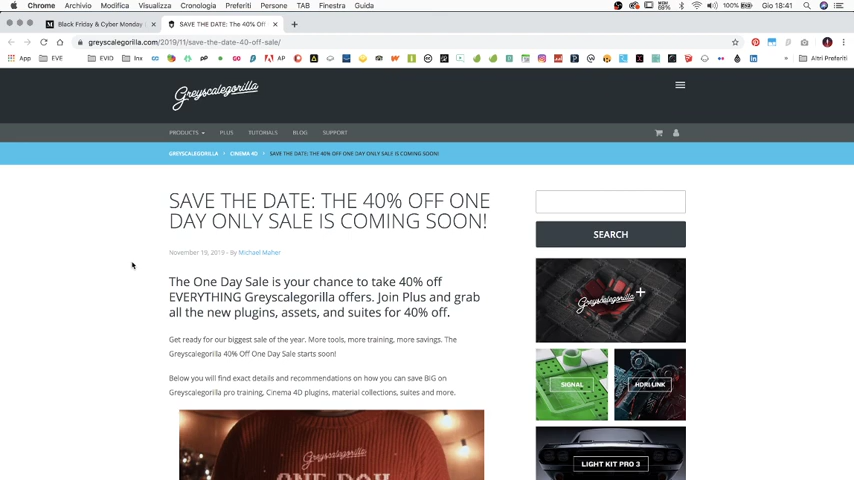 Chrome Archivio Modifica Visualizza Cronologia Preferiti Persone TAB Finestra Guida
100% Gio 18:41
Black Friday & Cyber Monday
SAVE THE DATE: The 40% Of
greyscalegorilla.com/2019/11/save-the-date-40-off-sale/
App EVE EVID Inx AP Altri Preferiti
Greyscalegorilla
PRODUCTS PLUS TUTORIALS BLOG SUPPORT
GREYSCALEGORILLA > CINEMA 4D > SAVE THE DATE: THE 40% OFF ONE DAY ONLY SALE IS COMING SOON!
SAVE THE DATE: THE 40% OFF ONE
DAY ONLY SALE IS COMING SOON!
November 19, 2019 - By Michael Maher
The One Day Sale is your chance to take 40% off
EVERYTHING Greyscalegorilla offers. Join Plus and grab
all the new plugins, assets, and suites for 40% off.
Get ready for our biggest sale of the year. More tools, more training, more savings. The
Greyscalegorilla 40% Off One Day Sale starts soon!
Below you will find exact details and recommendations on how you can save BIG on
Greyscalegorilla pro training, Cinema 4D plugins, material collections, suites and more.
Greyscalegorilla
ONE DAY
SEARCH
Greyscalegorilla+
SIGNAL
HDRI LINK
LIGHT KIT PRO 3